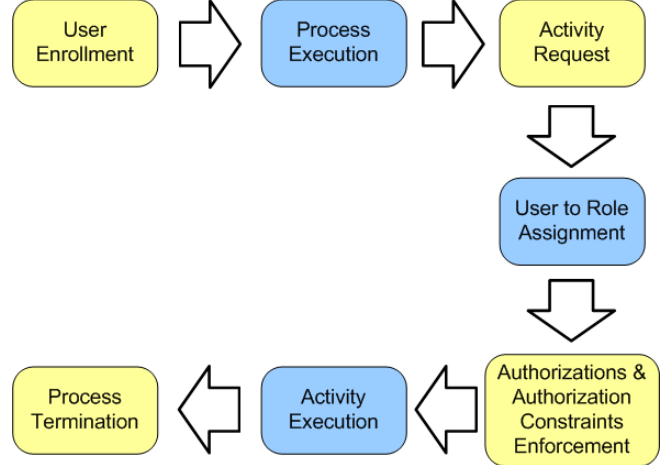 User
Enrollment
Process
Execution
Activity
Request
User to Role
Assignment
Authorizations &
Authorization
Constraints
Enforcement
Activity
Execution
Process
Termination